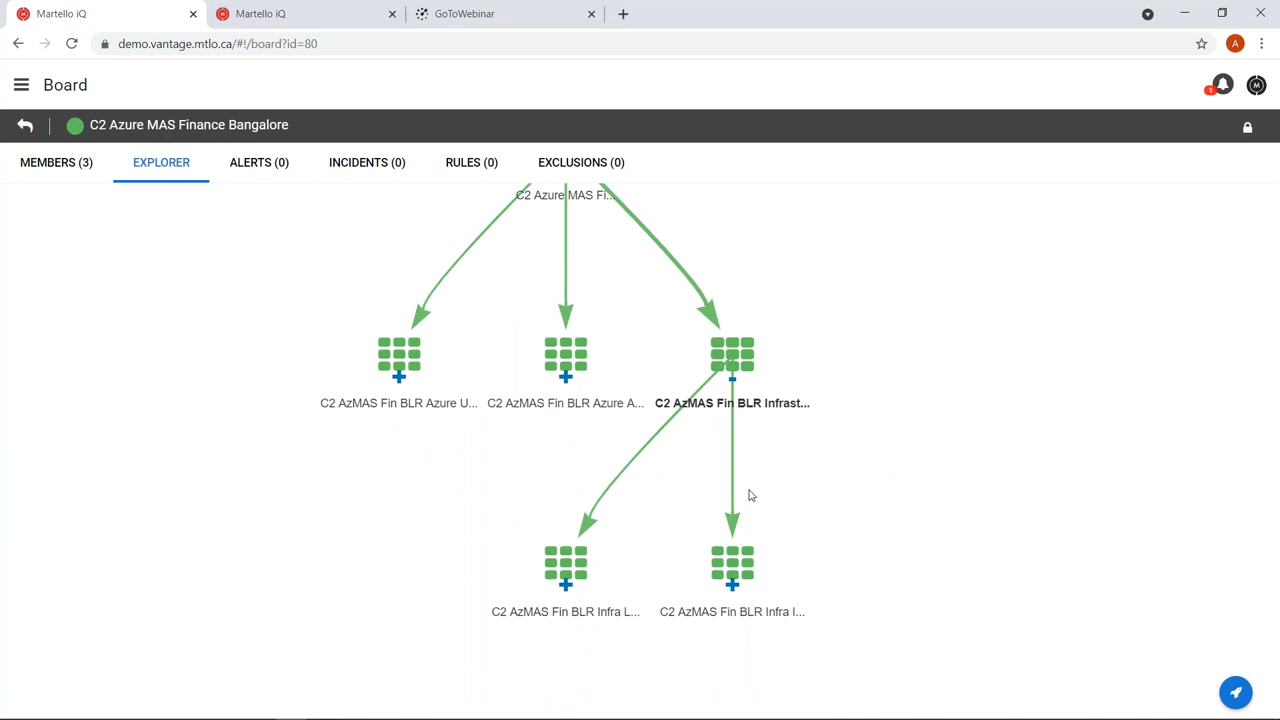 Martello iQ
Martello iQ
GoToWebinar
demo.vantage.mtlo.ca/#!/board?id=80
A
Board
1
M
C2 Azure MAS Finance Bangalore
MEMBERS (3)
EXPLORER
ALERTS (0)
INCIDENTS (0)
RULES (0)
EXCLUSIONS (0)
C2 Azure MAS Fi...
C2 AzMAS Fin BLR Azure U...
C2 AzMAS Fin BLR Azure A...
C2 AzMAS Fin BLR Infrast...
C2 AzMAS Fin BLR Infra L...
C2 AzMAS Fin BLR Infra I...